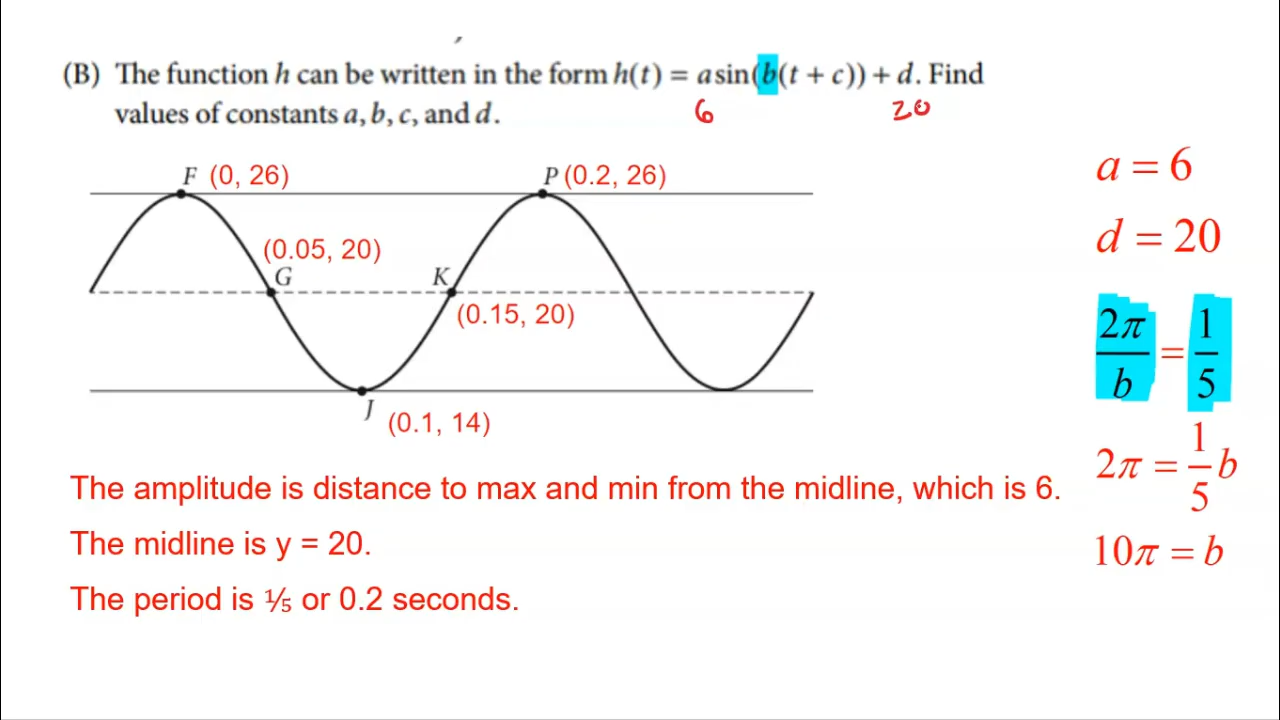 (B) The function h can be written in the form h(t) = a sin(b(t + c)) + d. Find
values of constants a, b, c, and d.
6 20
F (0, 26) P (0.2, 26)
(0.05, 20)
G K
(0.15, 20)
J (0.1, 14)
The amplitude is distance to max and min from the midline, which is 6.
The midline is y = 20.
The period is ⅕ or 0.2 seconds.
a = 6
d = 20
2π/b = 1/5
2π = 1/5 b
10π = b